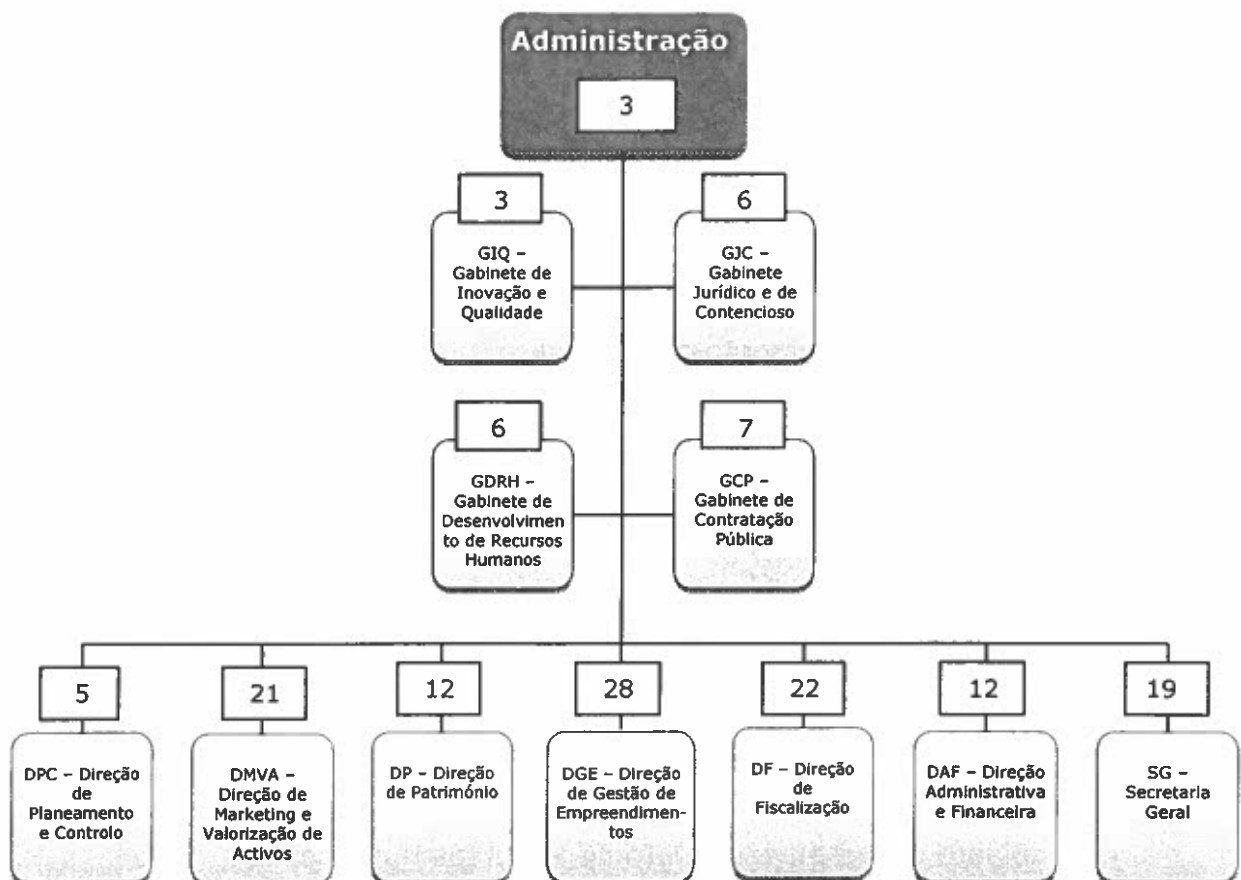 Administração
3
3
GIQ –
Gabinete de
Inovação e
Qualidade
6
GJC –
Gabinete
Jurídico e de
Contencioso
6
GDRH –
Gabinete de
Desenvolvimen
to de Recursos
Humanos
7
GCP –
Gabinete de
Contratação
Pública
5
DPC – Direção
de
Planeamento
e Controlo
21
DMVA –
Direção de
Marketing e
Valorização de
Activos
12
DP – Direção
de Património
28
DGE – Direção
de Gestão de
Empreendimen-
tos
22
DF – Direção
de
Fiscalização
12
DAF – Direção
Administrativa
e Financeira
19
SG –
Secretaria
Geral